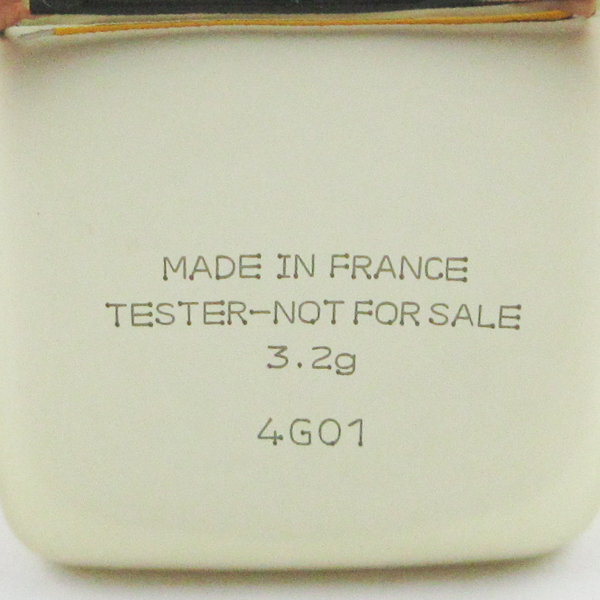 MADE IN FRANCE
TESTER-NOT FOR SALE
3.2g
4G01